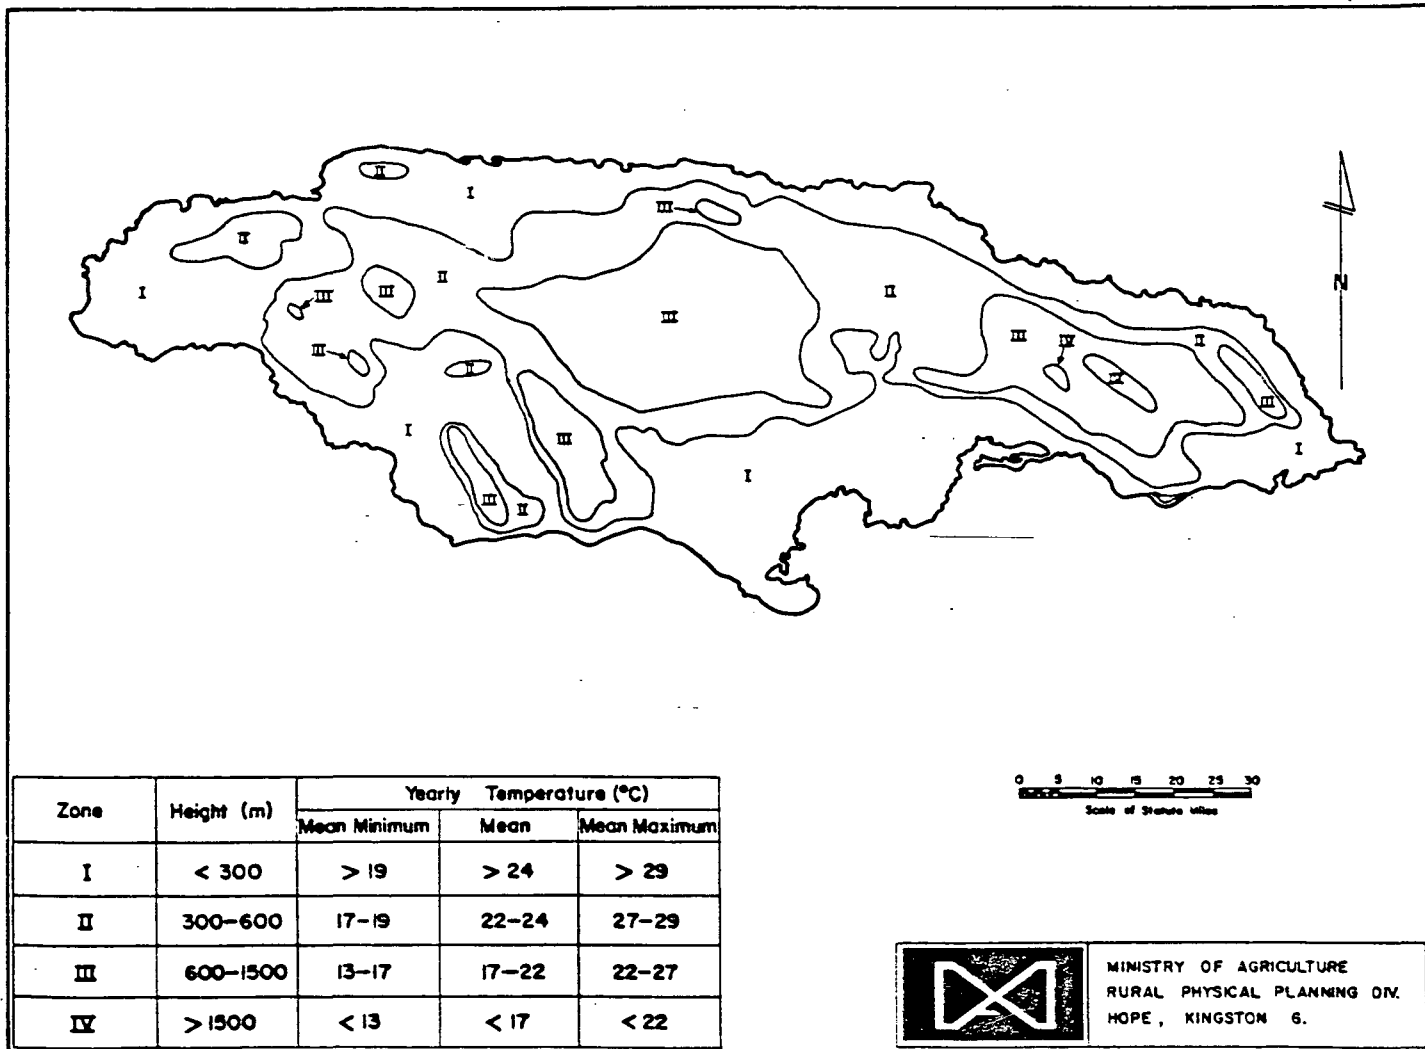 II
I
III
II
I
II
II
III
III
III
III
IV
II
III
IV
III
II
I
III
III
II
I
I
N
0 5 10 15 20 25 30
Scale of Statute Miles
Zone
Height (m)
Yearly Temperature (°C)
Mean Minimum Mean Mean Maximum
I < 300 > 19 > 24 > 29
II 300-600 17-19 22-24 27-29
III 600-1500 13-17 17-22 22-27
IV > 1500 < 13 < 17 < 22
MINISTRY OF AGRICULTURE
RURAL PHYSICAL PLANNING DIV.
HOPE, KINGSTON 6.